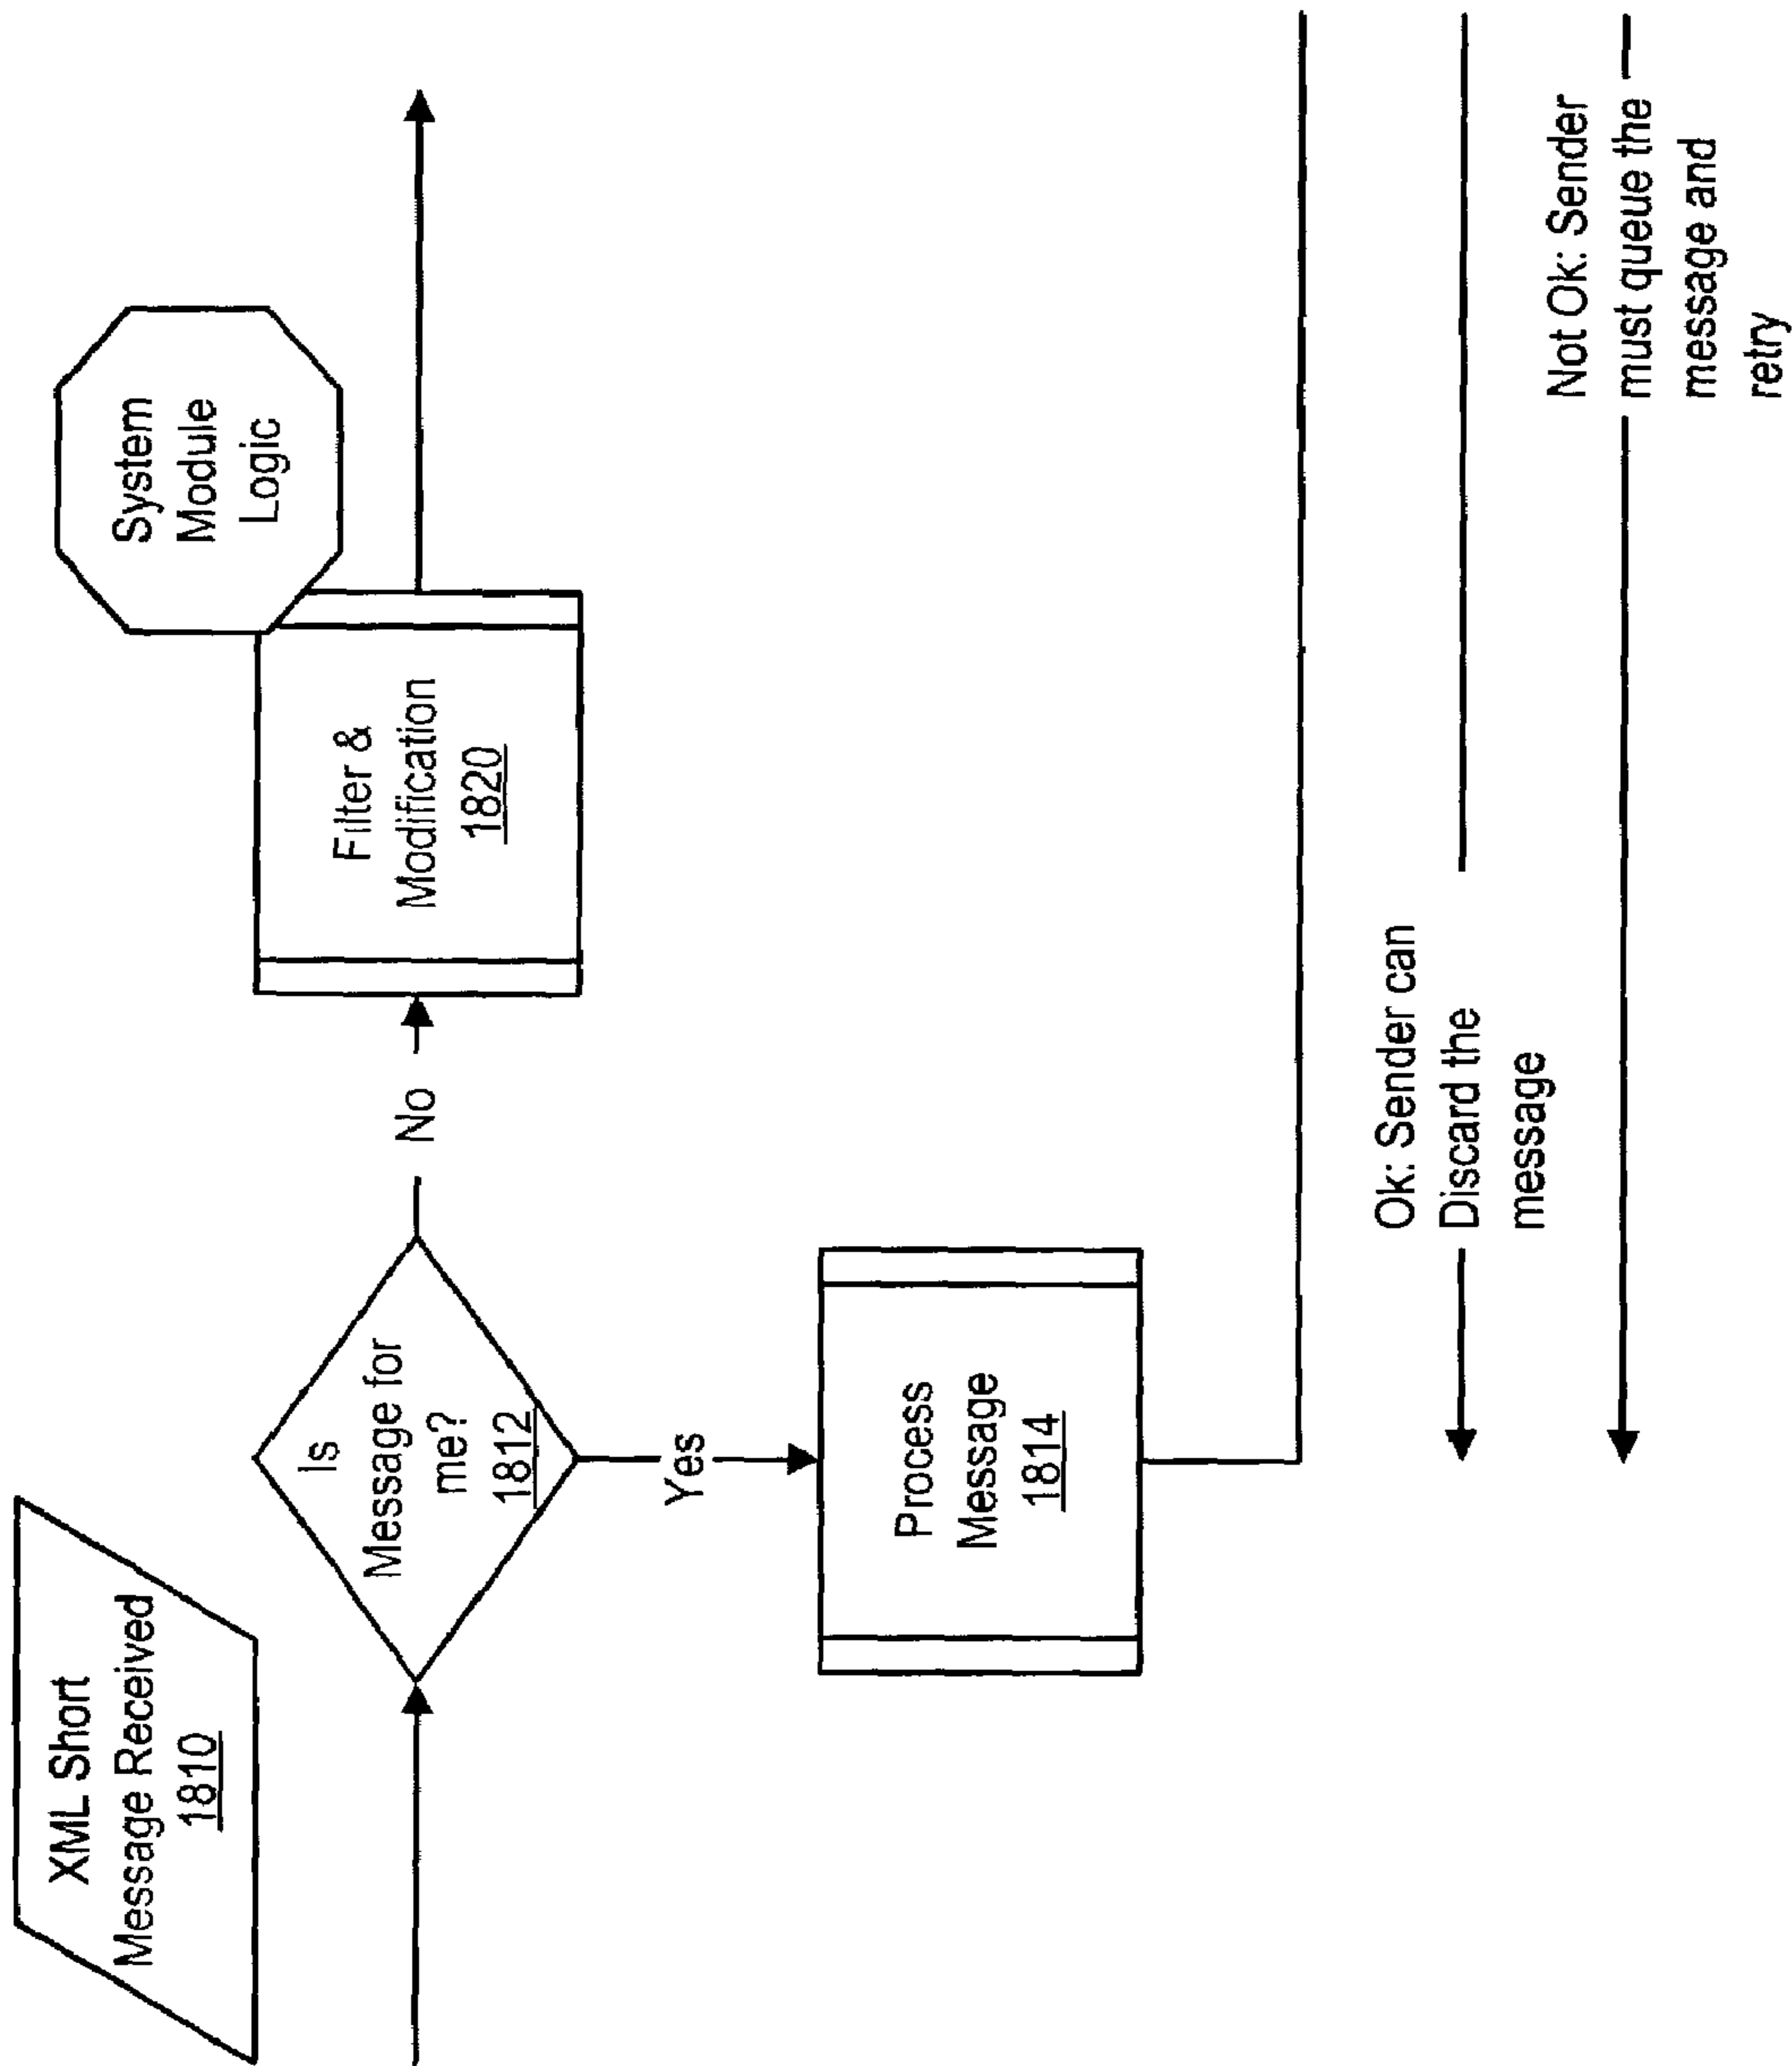 XML Short
Message Received
1810
Is
Message for
me?
1812
No
Filter &
Modification
1820
System
Module
Logic
Yes
Process
Message
1814
Ok: Sender can
Discard the
message
Not Ok: Sender
must queue the
message and
retry